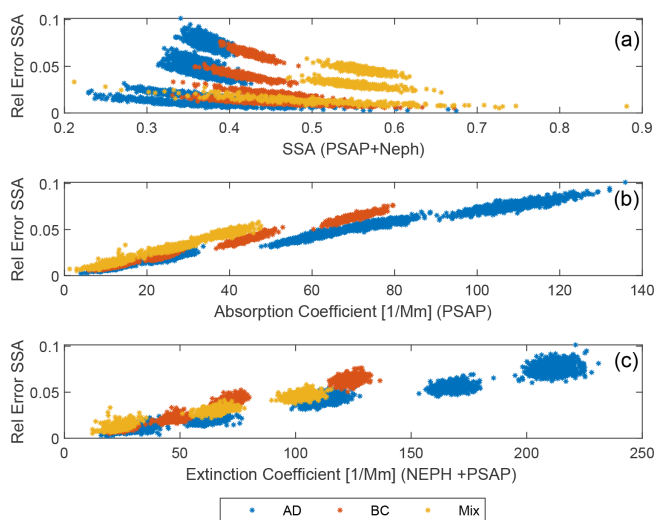 (a)
Rel Error SSA
0.1
0.05
0
0.2 0.3 0.4 0.5 0.6 0.7 0.8 0.9
SSA (PSAP+Neph)
(b)
Rel Error SSA
0.1
0.05
0
0 20 40 60 80 100 120 140
Absorption Coefficient [1/Mm] (PSAP)
(c)
Rel Error SSA
0.1
0.05
0
0 50 100 150 200 250
Extinction Coefficient [1/Mm] (NEPH +PSAP)
AD BC Mix